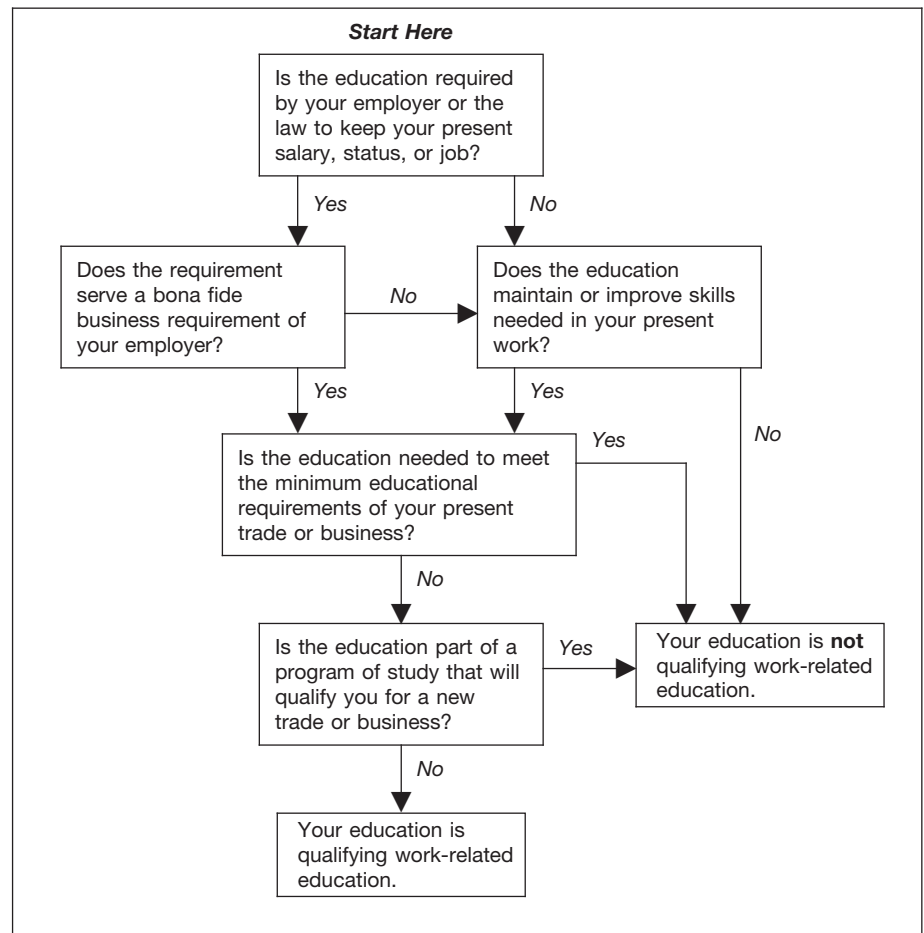 Start Here
Is the education required
by your employer or the
law to keep your present
salary, status, or job?
Yes
No
Does the requirement
serve a bona fide
business requirement of
your employer?
No
Does the education
maintain or improve skills
needed in your present
work?
Yes
Yes
No
Is the education needed to meet
the minimum educational
requirements of your present
trade or business?
Yes
No
Is the education part of a
program of study that will
qualify you for a new
trade or business?
Yes
Your education is not
qualifying work-related
education.
No
Your education is
qualifying work-related
education.